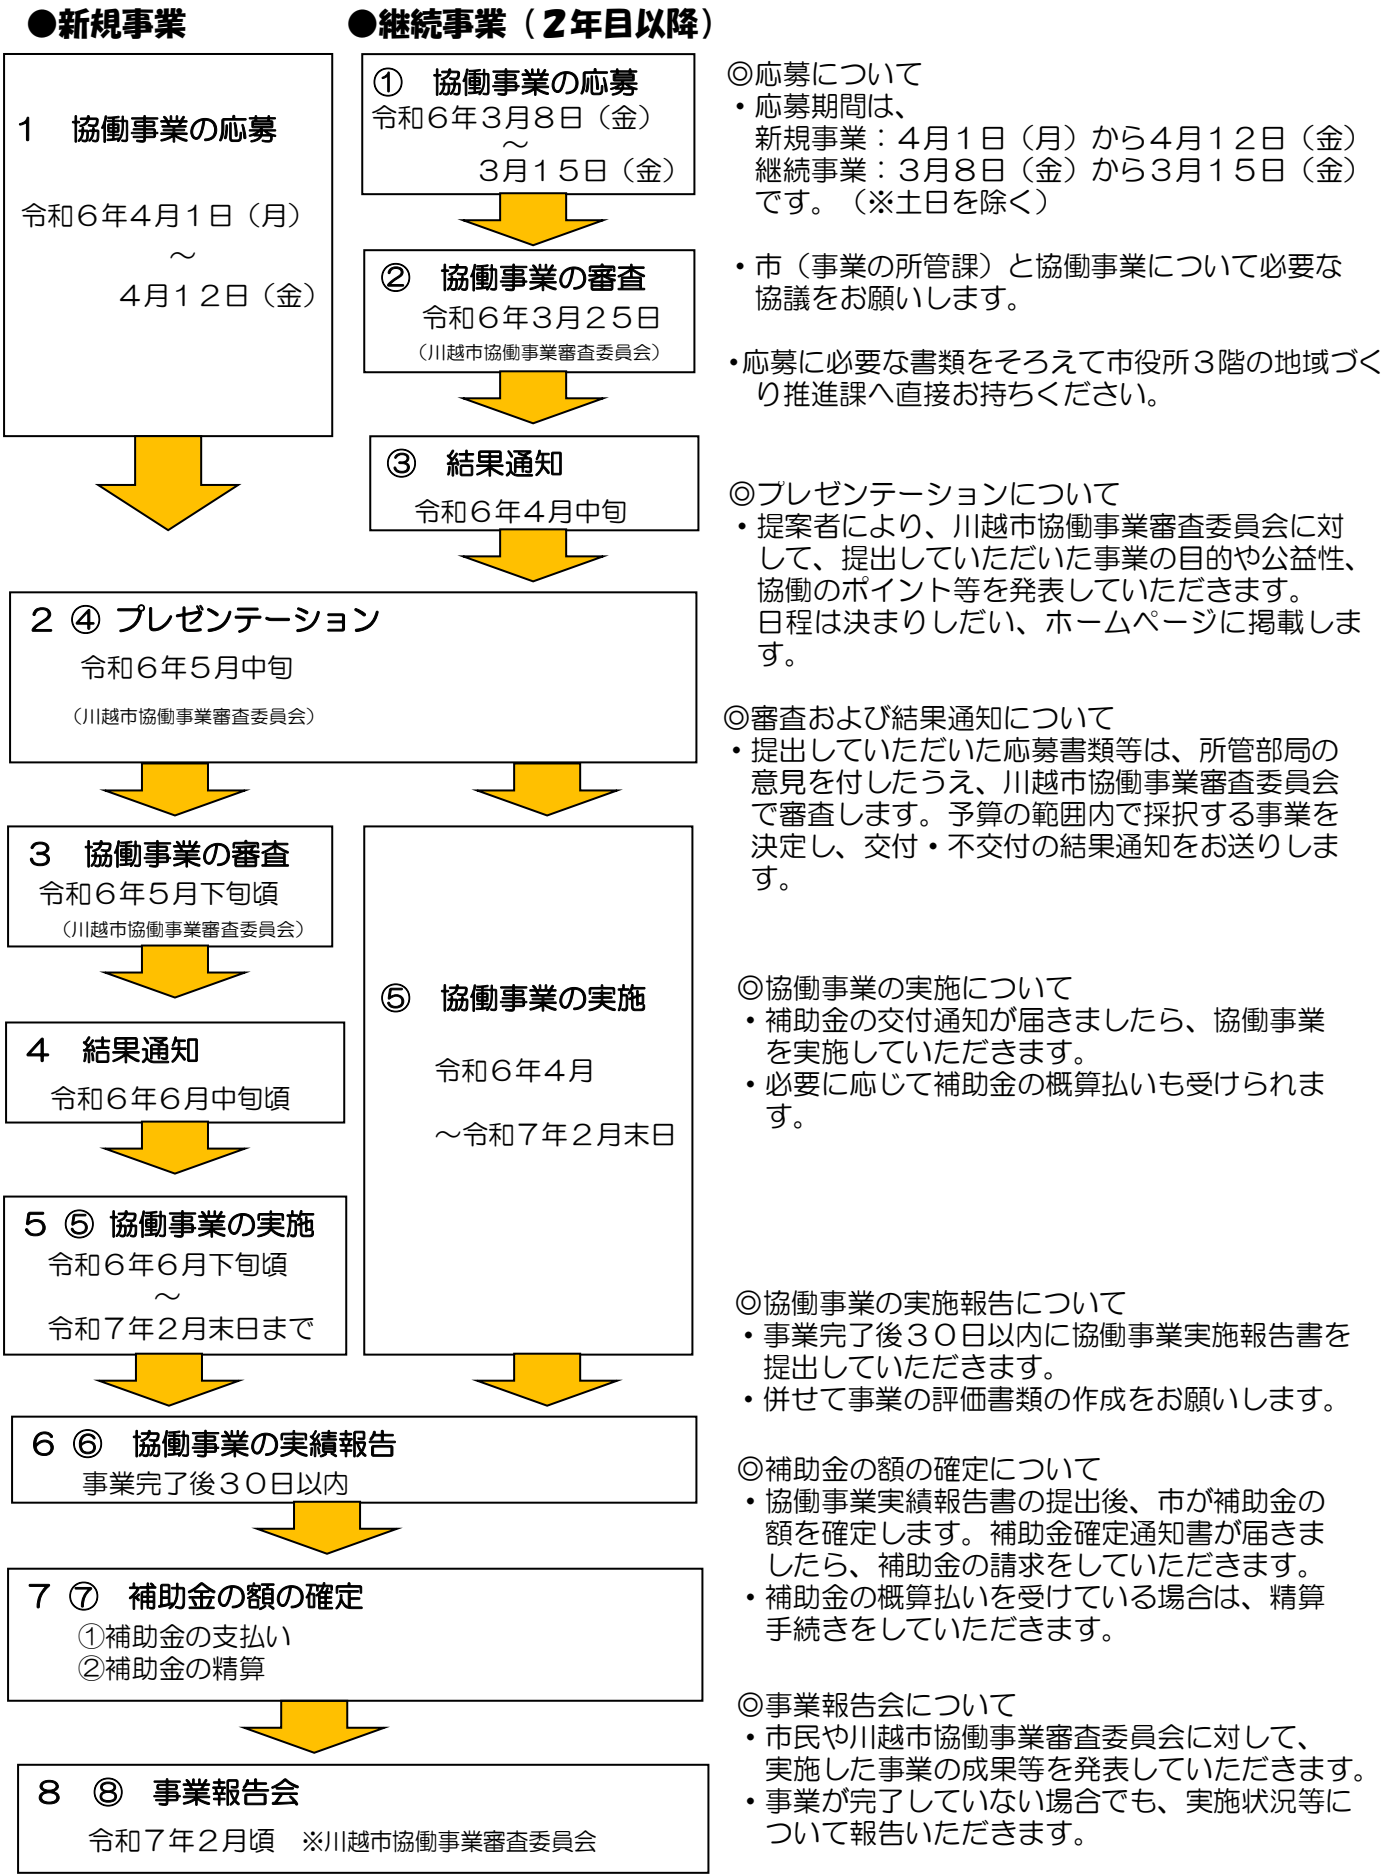 ●新規事業
●継続事業（２年目以降）
１　協働事業の応募
令和６年４月１日（月）
～
４月１２日（金）
①　協働事業の応募
令和６年３月８日（金）
～
３月１５日（金）
②　協働事業の審査
令和６年３月２５日
（川越市協働事業審査委員会）
③　結果通知
令和６年４月中旬
２ ④ プレゼンテーション
令和６年５月中旬
（川越市協働事業審査委員会）
３　協働事業の審査
令和６年５月下旬頃
（川越市協働事業審査委員会）
４　結果通知
令和６年６月中旬頃
５ ⑤ 協働事業の実施
令和６年６月下旬頃
～
令和７年２月末日まで
⑤　協働事業の実施
令和６年４月
～令和７年２月末日
６ ⑥　協働事業の実績報告
事業完了後３０日以内
７ ⑦　補助金の額の確定
①補助金の支払い
②補助金の精算
８　⑧　事業報告会
令和７年２月頃　※川越市協働事業審査委員会
◎応募について
・応募期間は、
新規事業：４月１日（月）から４月１２日（金）
継続事業：３月８日（金）から３月１５日（金）
です。（※土日を除く）
・市（事業の所管課）と協働事業について必要な
協議をお願いします。
・応募に必要な書類をそろえて市役所３階の地域づく
り推進課へ直接お持ちください。
◎プレゼンテーションについて
・提案者により、川越市協働事業審査委員会に対
して、提出していただいた事業の目的や公益性、
協働のポイント等を発表していただきます。
日程は決まりしだい、ホームページに掲載しま
す。
◎審査および結果通知について
・提出していただいた応募書類等は、所管部局の
意見を付したうえ、川越市協働事業審査委員会
で審査します。予算の範囲内で採択する事業を
決定し、交付・不交付の結果通知をお送りしま
す。
◎協働事業の実施について
・補助金の交付通知が届きましたら、協働事業
を実施していただきます。
・必要に応じて補助金の概算払いも受けられま
す。
◎協働事業の実施報告について
・事業完了後３０日以内に協働事業実施報告書を
提出していただきます。
・併せて事業の評価書類の作成をお願いします。
◎補助金の額の確定について
・協働事業実績報告書の提出後、市が補助金の
額を確定します。補助金確定通知書が届きま
したら、補助金の請求をしていただきます。
・補助金の概算払いを受けている場合は、精算
手続きをしていただきます。
◎事業報告会について
・市民や川越市協働事業審査委員会に対して、
実施した事業の成果等を発表していただきます。
・事業が完了していない場合でも、実施状況等に
ついて報告いただきます。